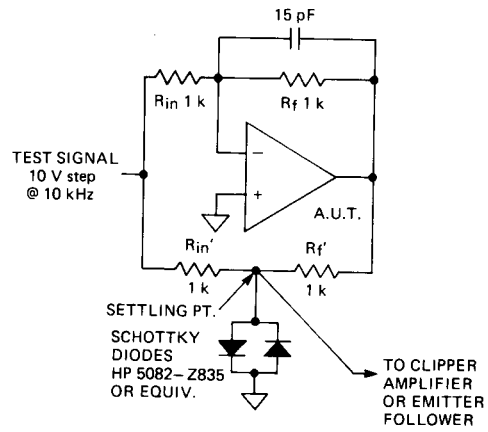 15 pF
Rin 1 k
Rf 1 k
TEST SIGNAL
10 V step
@ 10 kHz
−
+
A.U.T.
Rin'
1 k
Rf'
1 k
SETTLING PT.
SCHOTTKY
DIODES
HP 5082–Z835
OR EQUIV.
TO CLIPPER
AMPLIFIER
OR EMITTER
FOLLOWER